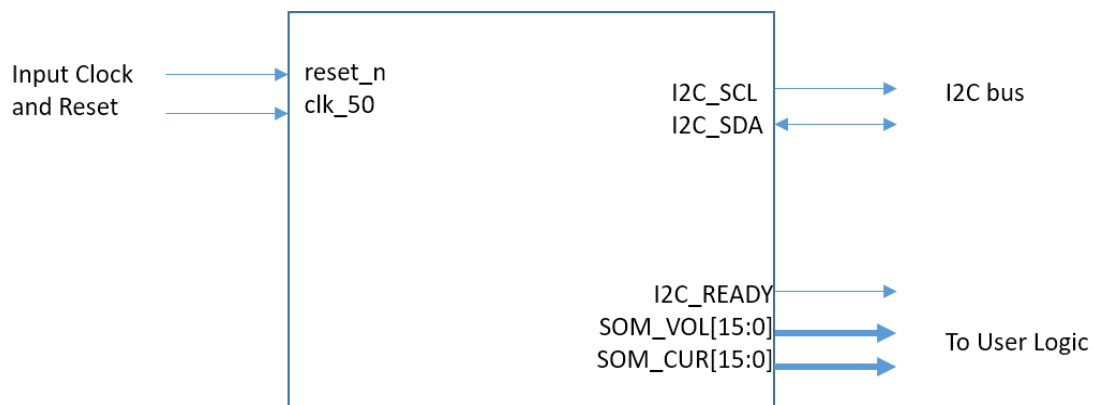 Input Clock
and Reset
reset_n
clk_50
I2C_SCL
I2C_SDA
I2C bus
I2C_READY
SOM_VOL[15:0]
SOM_CUR[15:0]
To User Logic